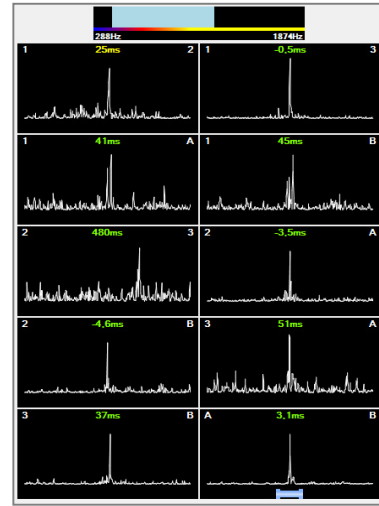 288Hz 1874Hz
1 25ms 2
1 -0,5ms 3
1 41ms A
1 45ms B
2 480ms 3
2 -3,5ms A
2 -4,6ms B
3 51ms A
3 37ms B
A 3,1ms B